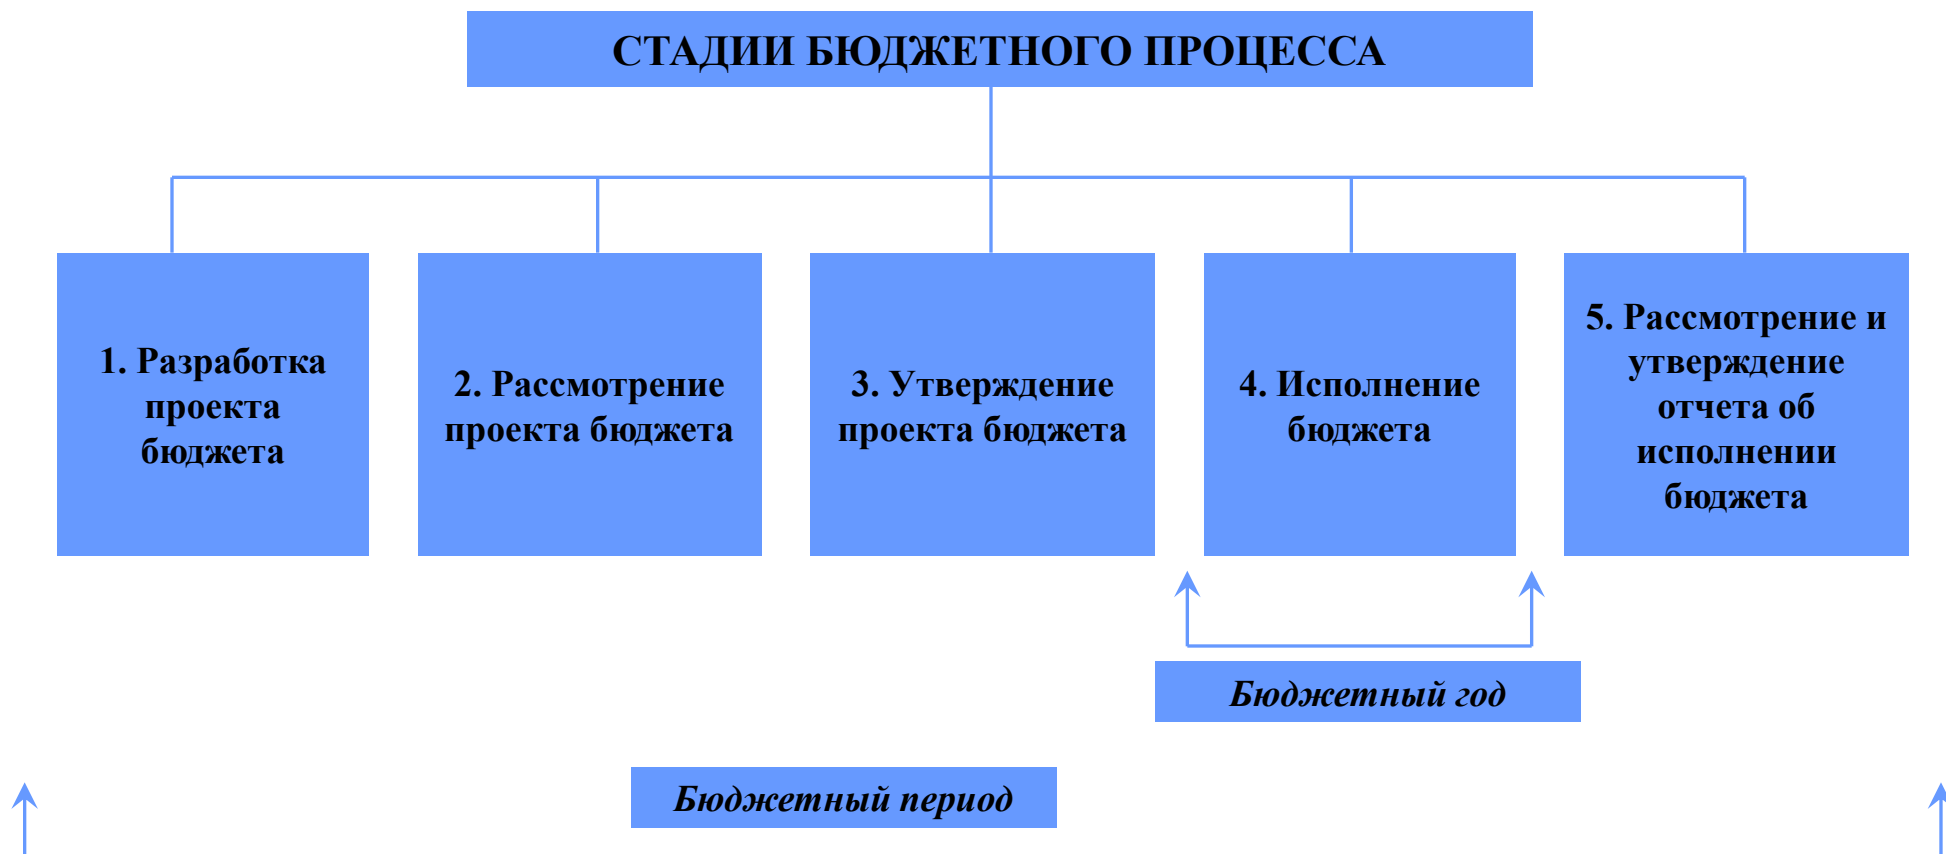 СТАДИИ БЮДЖЕТНОГО ПРОЦЕССА
1. Разработка
проекта
бюджета
2. Рассмотрение
проекта бюджета
3. Утверждение
проекта бюджета
4. Исполнение
бюджета
5. Рассмотрение и
утверждение
отчета об
исполнении
бюджета
Бюджетный год
Бюджетный период